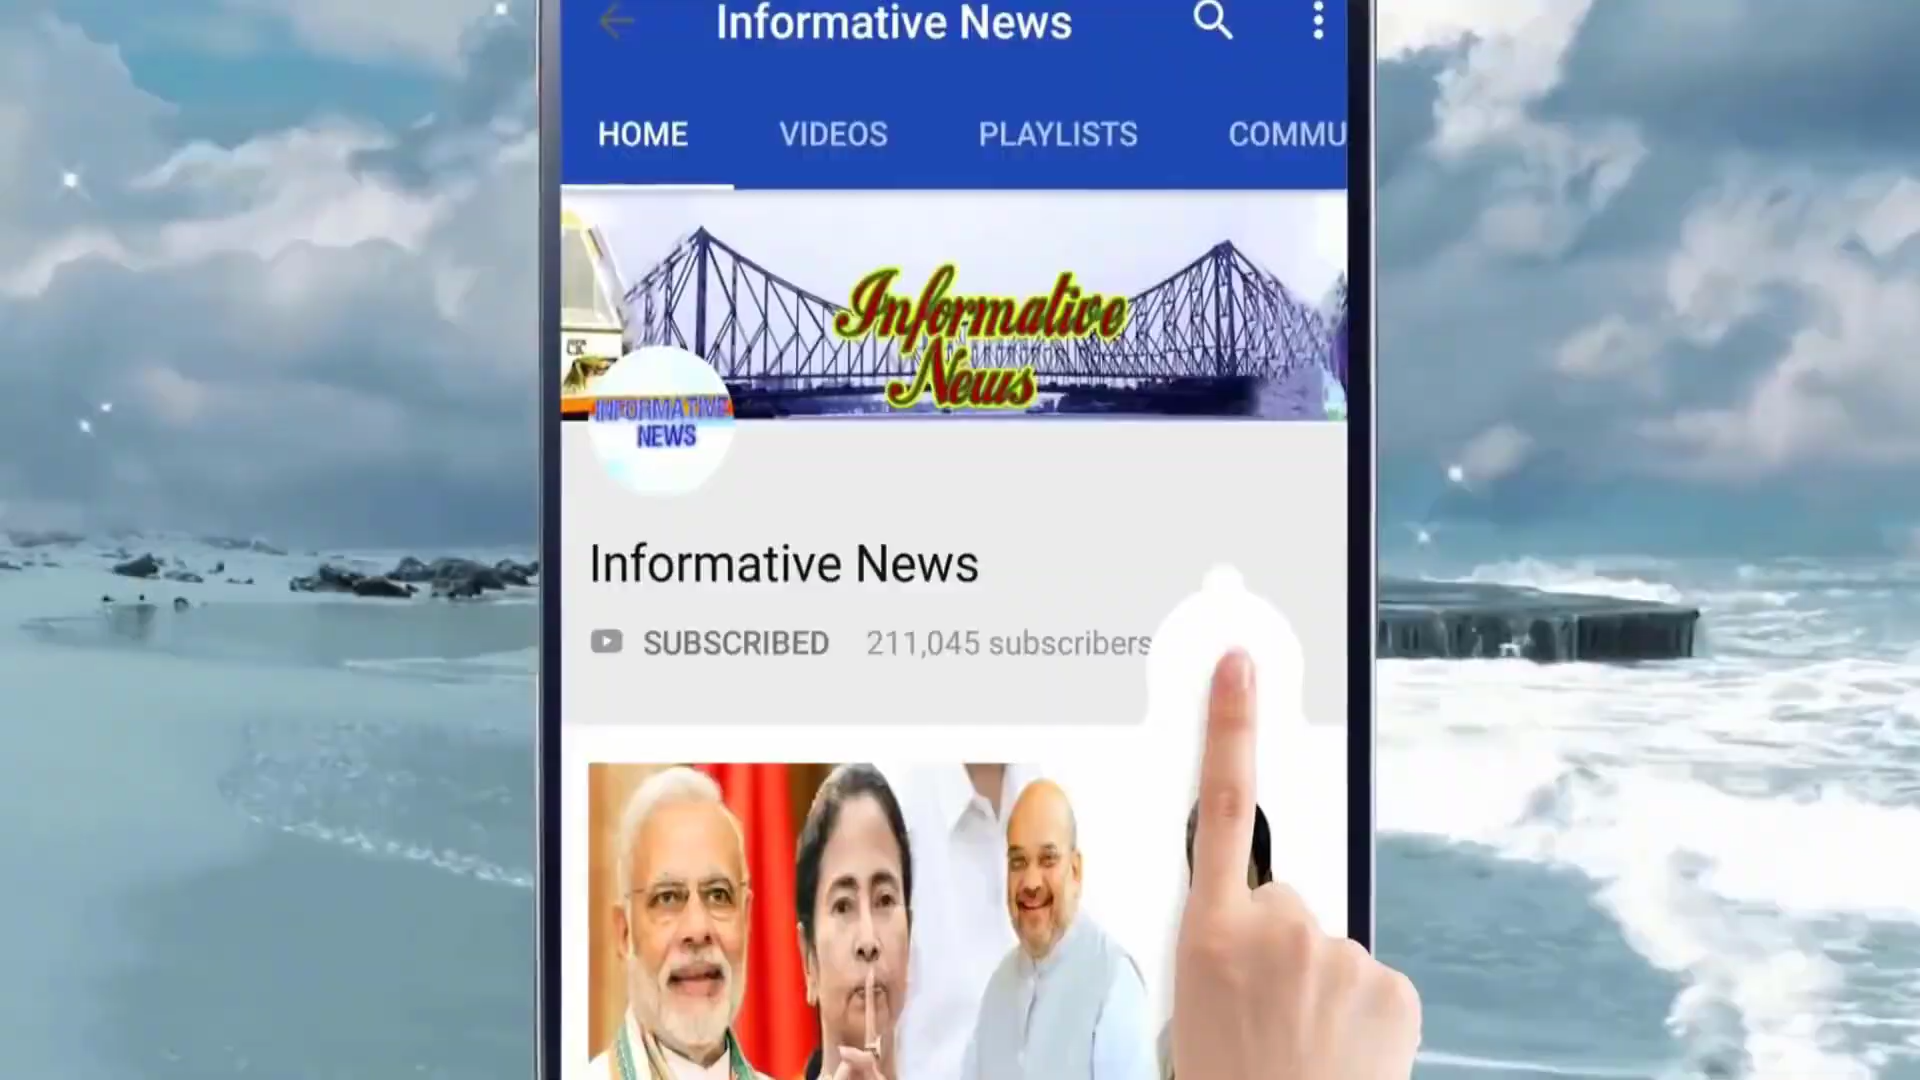 Informative News
HOME VIDEOS PLAYLISTS COMMU
Informative
News
INFORMATIVE
NEWS
Informative News
SUBSCRIBED 211,045 subscribers